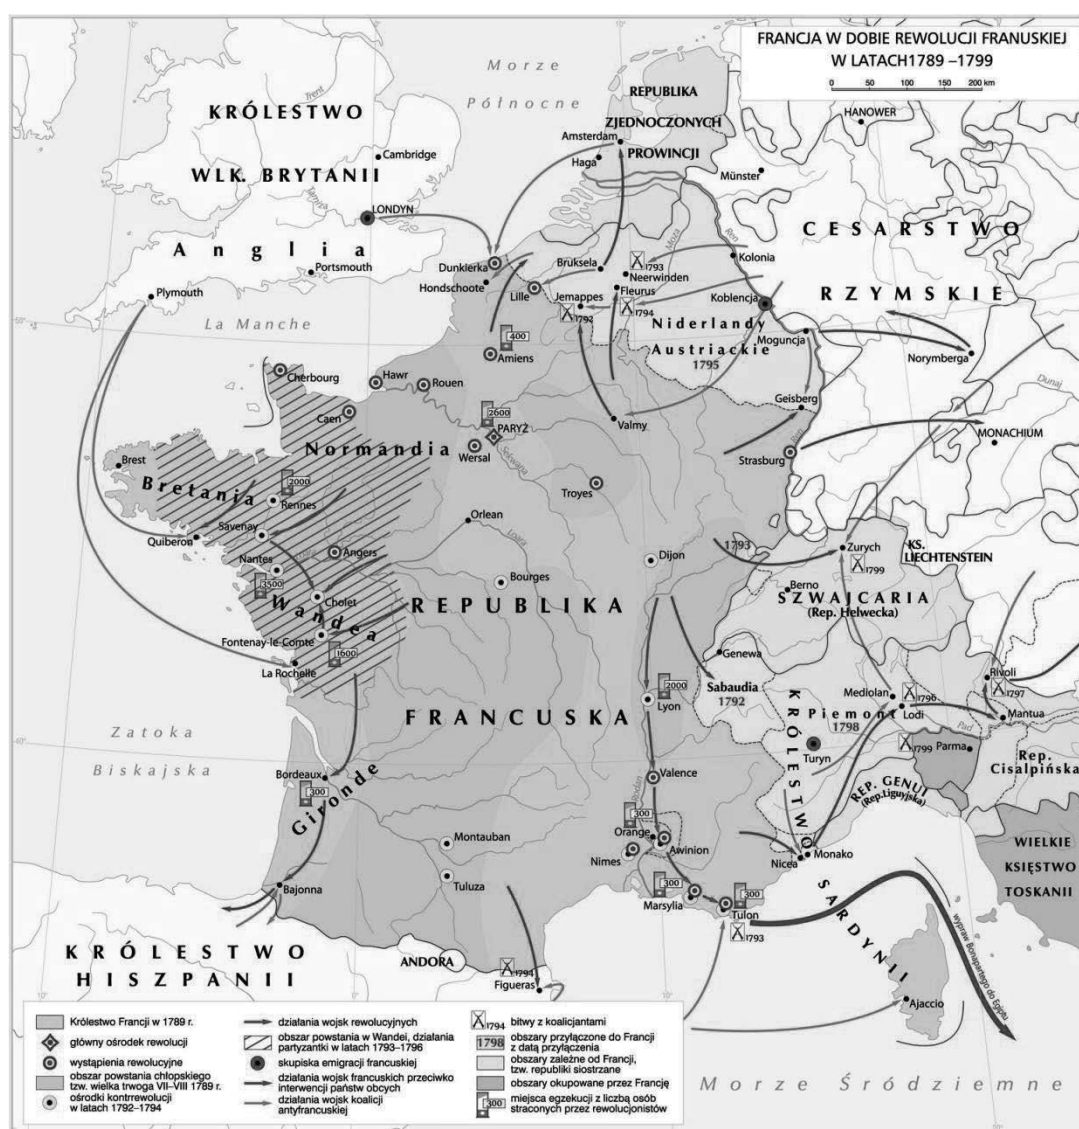 FRANCJA W DOBIE REWOLUCJI FRANUSKIEJ
W LATACH1789 –1799
0 50 100 150 200 km
Morze
Północne
KRÓLESTWO
WLK. BRYTANII
Trent
Cambridge
LONDYN
Anglia
Portsmouth
Plymouth
La Manche
REPUBLIKA
ZJEDNOCZONYCH
PROWINCJI
Amsterdam
Haga
HANOWER
Münster
CESARSTWO
RZYMSKIE
Moza
Ren
Kolonia
Koblencja
Moguncja
Norymberga
Dunaj
MONACHIUM
Geisberg
Ren
Strasburg
Dunkierka
Hondschoote
Lille
Bruksela
1793
Neerwinden
Fleurus
Jemappes
1792
1794
Niderlandy
Austriackie
1795
400
Amiens
Cherbourg
Hawr
Rouen
Caen
2600
PARYŻ
Wersal
Sekwana
Normandia
Valmy
Troyes
Brest
Bretania
2000
Rennes
Savenay
Quiberon
Nantes
Angers
3500
Cholet
Wandea
Fontenay-le-Comte
1600
La Rochelle
Orlean
Loara
Bourges
Dijon
REPUBLIKA
FRANCUSKA
1793
Zurych
1799
KS.
LIECHTENSTEIN
Berno
SZWAJCARIA
(Rep. Helwecka)
Genewa
Sabaudia
1792
2000
Lyon
Mediolan
1796
Lodi
Rivoli
1797
Mantua
Piemont
1798
Turyn
Pad
1799
Parma
Rep.
Cisalpińska
REP. GENUI
(Rep.Liguyjska)
KRÓLESTWO
SARDYNII
WIELKIE
KSIĘSTWO
TOSKANII
Zatoka
Biskajska
Bordeaux
300
Gironde
Valence
Rodan
300
Orange
Awinion
Nimes
Montauban
Tuluza
300
Marsylia
300
Tulon
1793
Nicea
Monako
Bajonna
KRÓLESTWO
HISZPANII
ANDORA
1794
Figueras
Ajaccio
wypraw Bonapartego do Egiptu
Morze Śródziemne
Królestwo Francji w 1789 r.
główny ośrodek rewolucji
wystąpienia rewolucyjne
obszar powstania chłopskiego
tzw. wielka trwoga VII–VIII 1789 r.
ośrodki kontrrewolucji
w latach 1792–1794
działania wojsk rewolucyjnych
obszar powstania w Wandei, działania
partyzantki w latach 1793–1796
skupiska emigracji francuskiej
działania wojsk francuskich przeciwko
interwencji państw obcych
działania wojsk koalicji
antyfrancuskiej
1794 bitwy z koalicjantami
1798 obszary przyłączone do Francji
z datą przyłączenia
obszary zależne od Francji,
tzw. republiki siostrzane
obszary okupowane przez Francję
300 miejsca egzekucji z liczbą osób
straconych przez rewolucjonistów